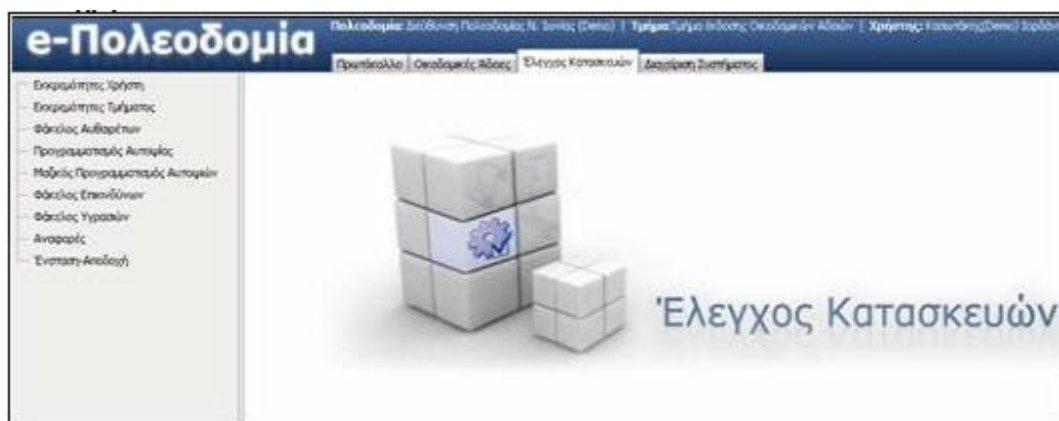 e-Πολεοδομία
Πολεοδομία: Διεύθυνση Πολεοδομίας Ν. Ιωνίας (Demo) | Τμήμα:Τμήμα έκδοσης Οικοδομικών Αδειών | Χρήστης:
Πρωτόκολλο Οικοδομικές Άδειες Έλεγχος Κατασκευών Διαχείριση Συστήματος
Εκκρεμότητες Χρήστη
Εκκρεμότητες Τμήματος
Φάκελος Αυθαιρέτων
Προγραμματισμός Αυτοψίας
Μαζικός Προγραμματισμός Αυτοψιών
Φάκελος Επικινδύνων
Φάκελος Υγρασιών
Αναφορές
Ένσταση-Αποδοχή
Έλεγχος Κατασκευών